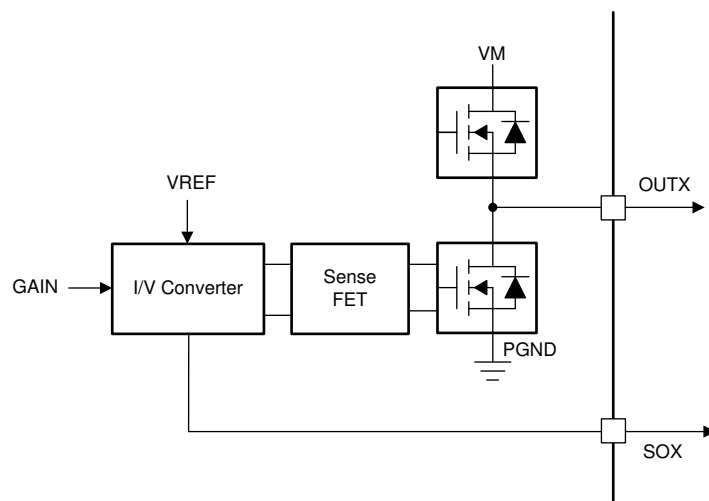 VM
VREF
OUTX
GAIN
I/V Converter
Sense
FET
PGND
SOX